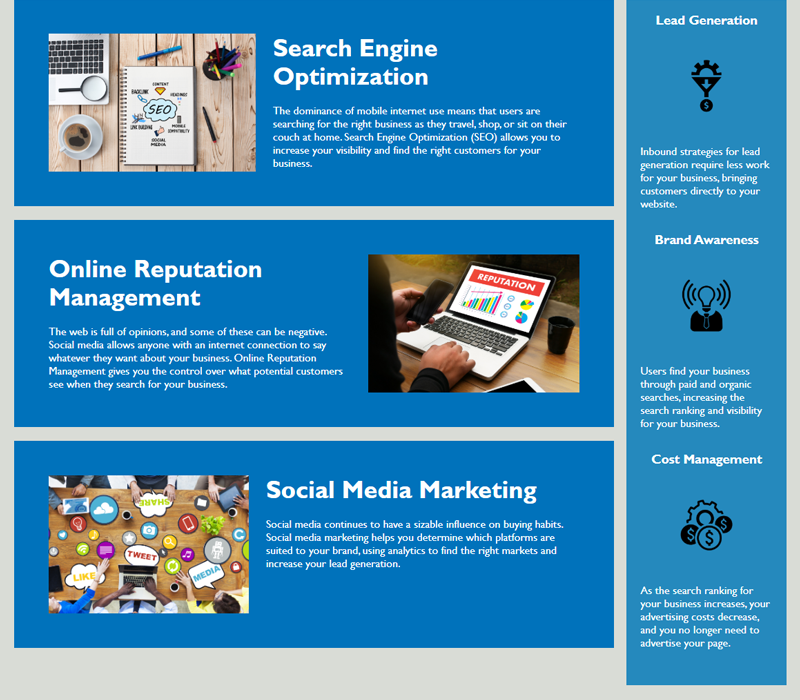 Search Engine
Optimization
The dominance of mobile internet use means that users are
searching for the right business as they travel, shop, or sit on their
couch at home. Search Engine Optimization (SEO) allows you to
increase your visibility and find the right customers for your
business.
CONTENT
BACKLINK
HEADINGS
SEO
LINK BUILDING
MOBILE
COMPATIBILITY
SOCIAL
MEDIA
Online Reputation
Management
The web is full of opinions, and some of these can be negative.
Social media allows anyone with an internet connection to say
whatever they want about your business. Online Reputation
Management gives you the control over what potential customers
see when they search for your business.
REPUTATION
Social Media Marketing
Social media continues to have a sizable influence on buying habits.
Social media marketing helps you determine which platforms are
suited to your brand, using analytics to find the right markets and
increase your lead generation.
SHARE
TWEET
LIKE
MEDIA
Lead Generation
$
Inbound strategies for lead
generation require less work
for your business, bringing
customers directly to your
website.
Brand Awareness
Users find your business
through paid and organic
searches, increasing the
search ranking and visibility
for your business.
Cost Management
$ $ $
As the search ranking for
your business increases, your
advertising costs decrease,
and you no longer need to
advertise your page.